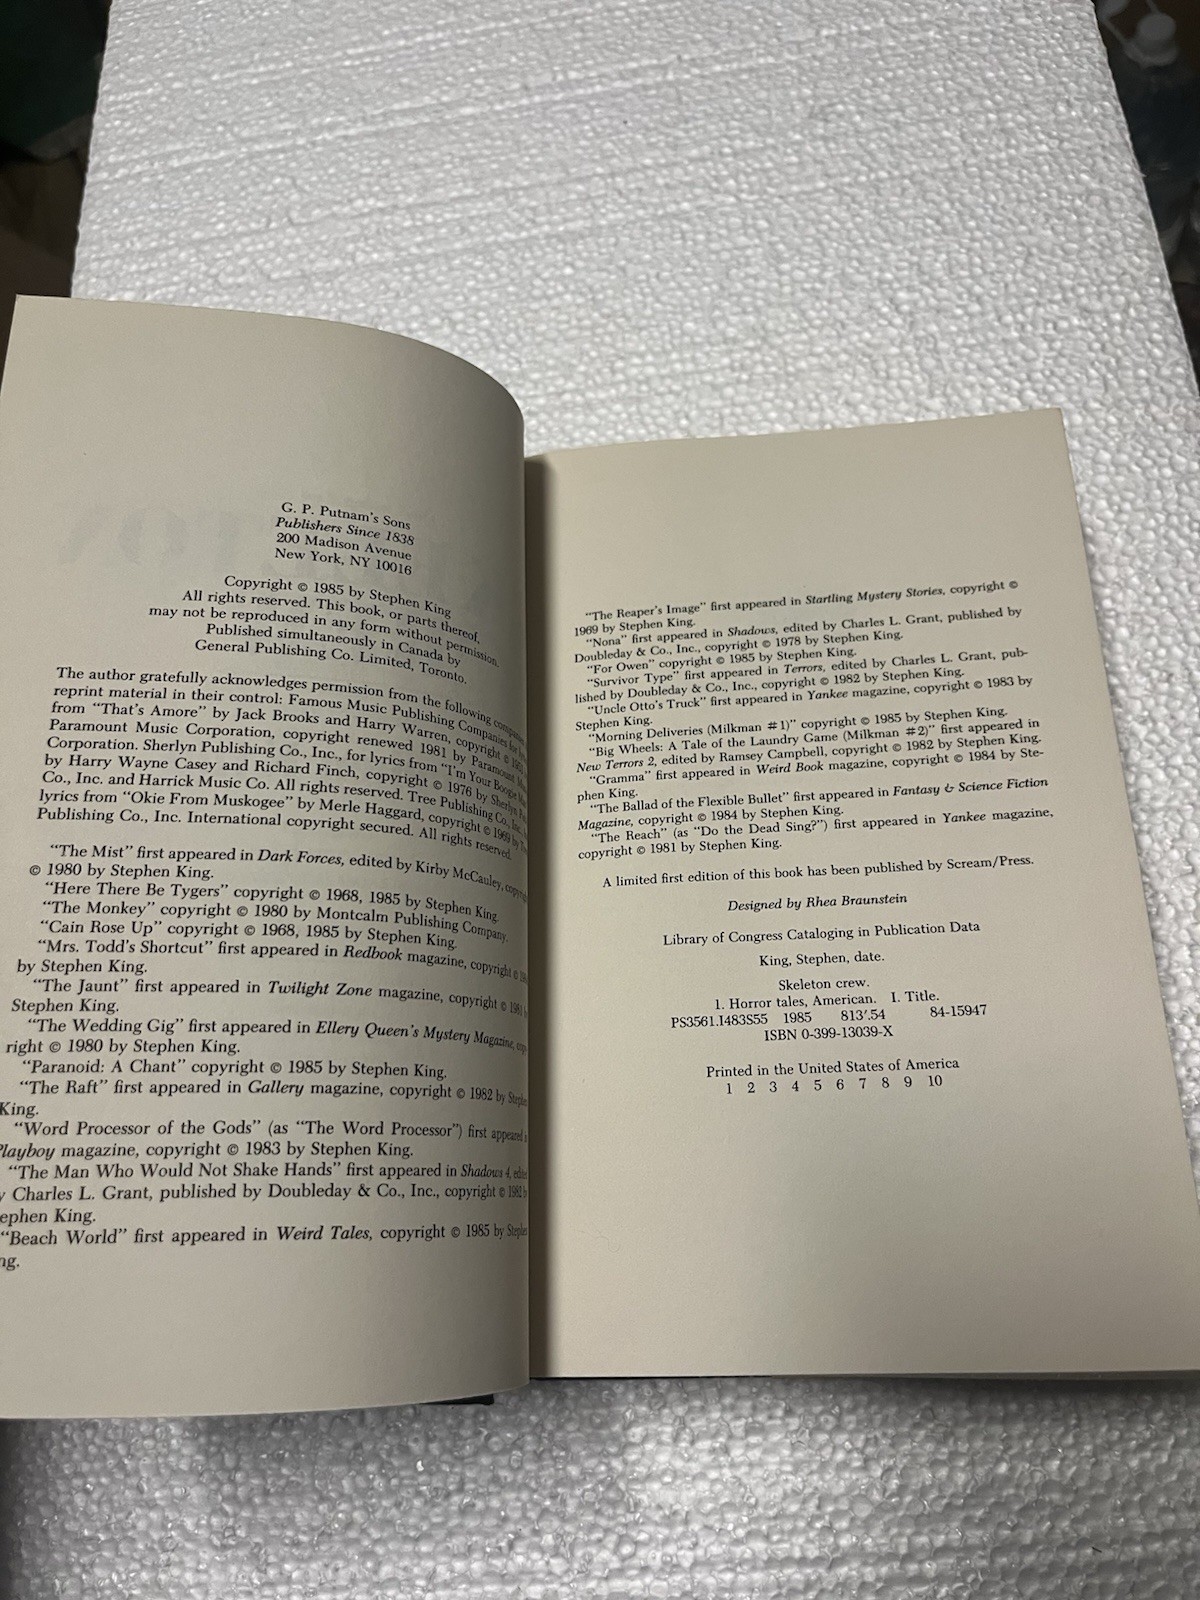 G. P. Putnam's Sons
Publishers Since 1838
200 Madison Avenue
New York, NY 10016
Copyright © 1985 by Stephen King
All rights reserved. This book, or parts thereof,
may not be reproduced in any form without permission.
Published simultaneously in Canada by
General Publishing Co. Limited, Toronto.
The author gratefully acknowledges permission from the following companies
reprint material in their control: Famous Music Publishing Companies for
from "That's Amore" by Jack Brooks and Harry Warren, copyright ©
Paramount Music Corporation, copyright renewed 1981 by Paramount
Corporation. Sherlyn Publishing Co., Inc., for lyrics from "I'm Your Boogie
by Harry Wayne Casey and Richard Finch, copyright © 1976 by Sherlyn
Co., Inc. and Harrick Music Co. All rights reserved. Tree Publishing Co., Inc.
lyrics from "Okie From Muskogee" by Merle Haggard, copyright © 1969 by
Publishing Co., Inc. International copyright secured. All rights reserved.
"The Mist" first appeared in Dark Forces, edited by Kirby McCauley,
© 1980 by Stephen King.
"Here There Be Tygers" copyright © 1968, 1985 by Stephen King.
"The Monkey" copyright © 1980 by Montcalm Publishing Company.
"Cain Rose Up" copyright © 1968, 1985 by Stephen King.
"Mrs. Todd's Shortcut" first appeared in Redbook magazine, copyright ©
by Stephen King.
"The Jaunt" first appeared in Twilight Zone magazine, copyright © 1981
Stephen King.
"The Wedding Gig" first appeared in Ellery Queen's Mystery Magazine,
right © 1980 by Stephen King.
"Paranoid: A Chant" copyright © 1985 by Stephen King.
"The Raft" first appeared in Gallery magazine, copyright © 1982 by Stephen
King.
"Word Processor of the Gods" (as "The Word Processor") first appeared
Playboy magazine, copyright © 1983 by Stephen King.
"The Man Who Would Not Shake Hands" first appeared in Shadows 4,
y Charles L. Grant, published by Doubleday & Co., Inc., copyright ©
ephen King.
"Beach World" first appeared in Weird Tales, copyright © 1985 by Stephen
ng.
"The Reaper's Image" first appeared in Startling Mystery Stories, copyright ©
1969 by Stephen King.
"Nona" first appeared in Shadows, edited by Charles L. Grant, published by
Doubleday & Co., Inc., copyright © 1978 by Stephen King.
"For Owen" copyright © 1985 by Stephen King.
"Survivor Type" first appeared in Terrors, edited by Charles L. Grant, pub-
lished by Doubleday & Co., Inc., copyright © 1982 by Stephen King.
"Uncle Otto's Truck" first appeared in Yankee magazine, copyright © 1983 by
Stephen King.
"Morning Deliveries (Milkman #1)" copyright © 1985 by Stephen King.
"Big Wheels: A Tale of the Laundry Game (Milkman #2)" first appeared in
New Terrors 2, edited by Ramsey Campbell, copyright © 1982 by Stephen King.
"Gramma" first appeared in Weird Book magazine, copyright © 1984 by Ste-
phen King.
"The Ballad of the Flexible Bullet" first appeared in Fantasy & Science Fiction
Magazine, copyright © 1984 by Stephen King.
"The Reach" (as "Do the Dead Sing?") first appeared in Yankee magazine,
copyright © 1981 by Stephen King.
A limited first edition of this book has been published by Scream/Press.
Designed by Rhea Braunstein
Library of Congress Cataloging in Publication Data
King, Stephen, date.
Skeleton crew.
1. Horror tales, American. I. Title.
PS3561.I483S55 1985 813'.54 84-15947
ISBN 0-399-13039-X
Printed in the United States of America
1 2 3 4 5 6 7 8 9 10